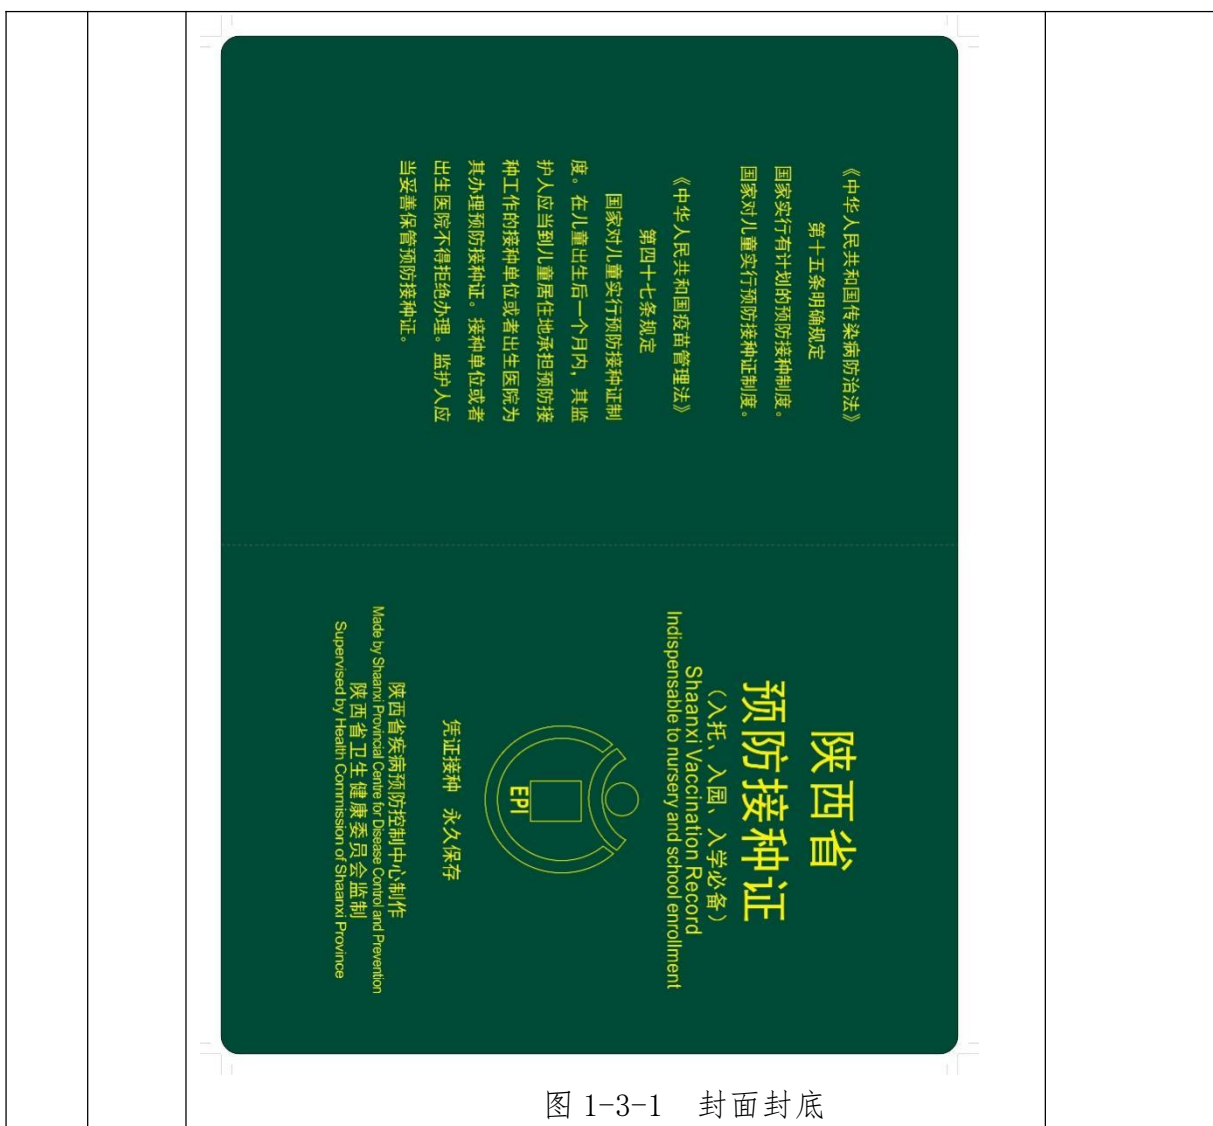 《中华人民共和国传染病防治法》
第十五条明确规定
国家实行有计划的预防接种制度。
国家对儿童实行预防接种证制度。
《中华人民共和国疫苗管理法》
第四十七条规定
国家对儿童实行预防接种证制
度。在儿童出生后一个月内，其监
护人应当到儿童居住地承担预防接
种工作的接种单位或者出生医院为
其办理预防接种证。接种单位或者
出生医院不得拒绝办理。监护人应
当妥善保管预防接种证。
陕西省
预防接种证
（入托、入园、入学必备）
Shaanxi Vaccination Record
Indispensable to nursery and school enrollment
EPI
凭证接种 永久保存
陕西省疾病预防控制中心制作
Made by Shaanxi Provincial Centre for Disease Control and Prevention
陕西省卫生健康委员会监制
Supervised by Health Commission of Shaanxi Province
图 1-3-1 封面封底